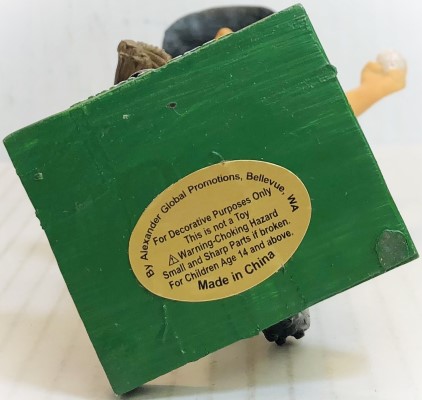 By Alexander Global Promotions, Bellevue, WA
For Decorative Purposes Only
This is not a Toy
⚠Warning-Choking Hazard
Small and Sharp Parts if broken.
For Children Age 14 and above.
Made in China